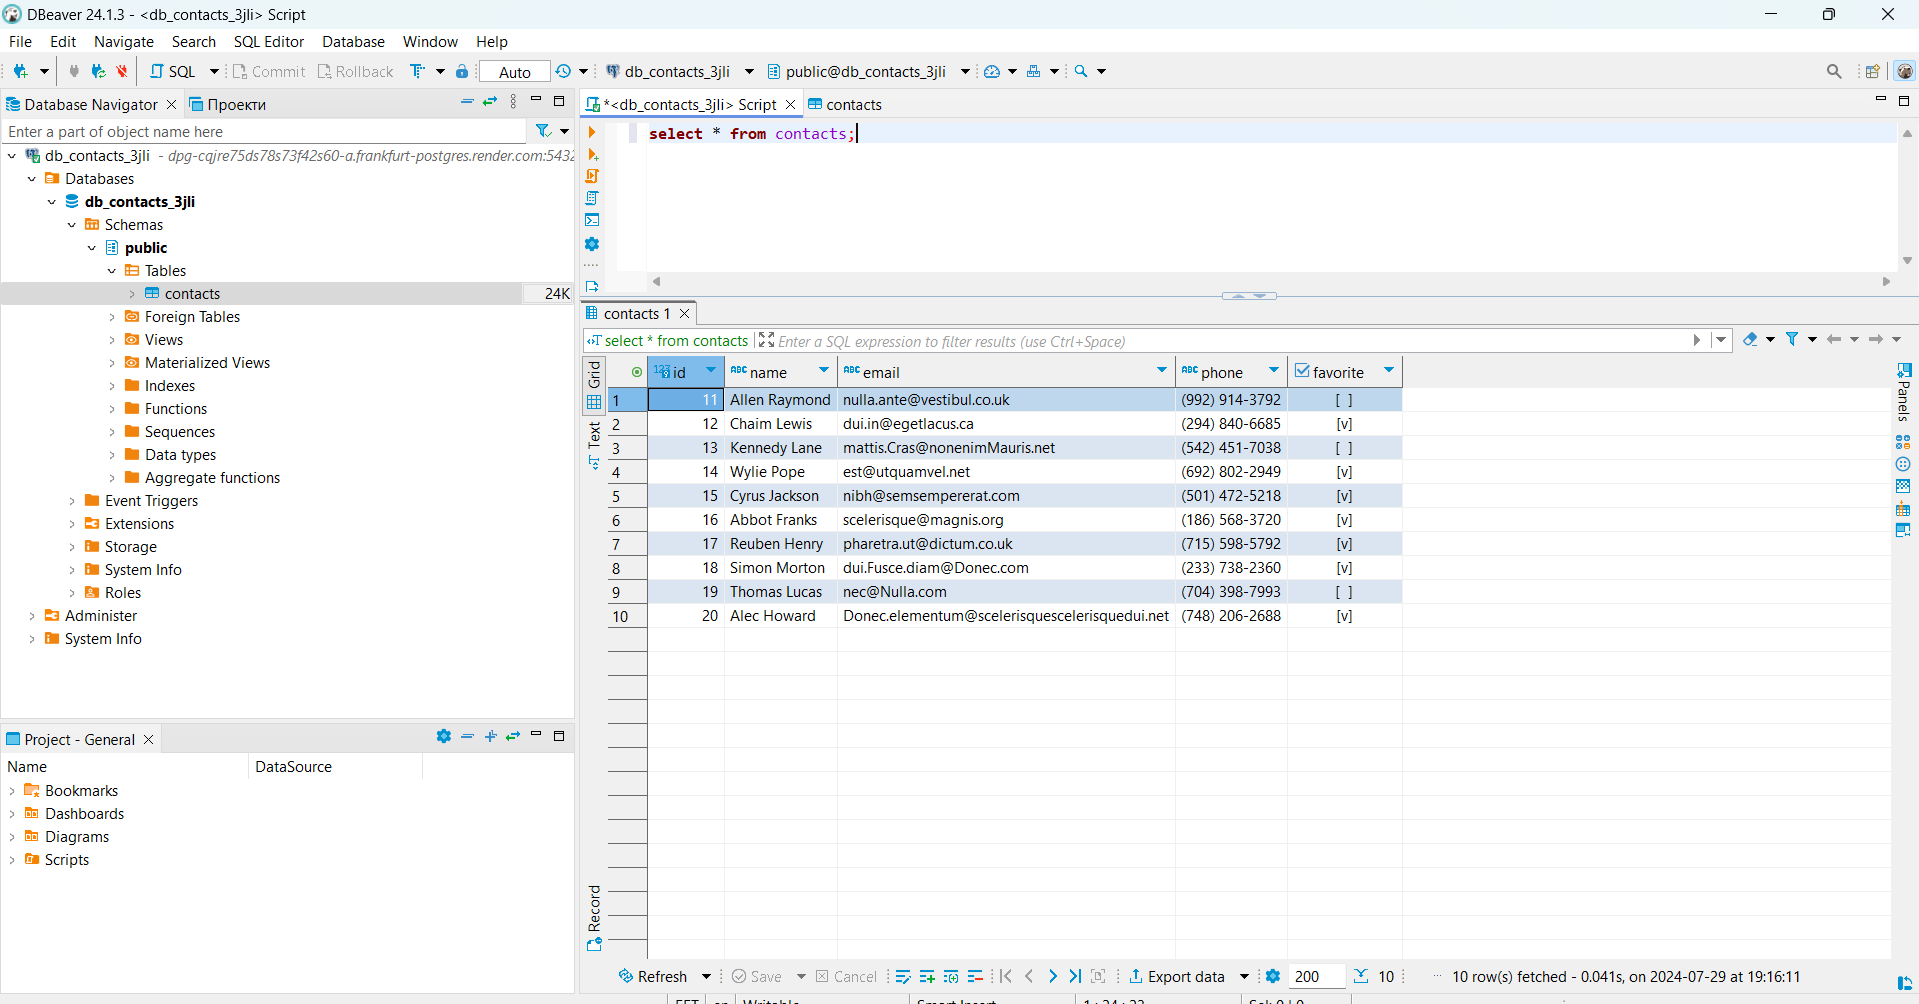 DBeaver 24.1.3 - <db_contacts_3jli> Script
File Edit Navigate Search SQL Editor Database Window Help
SQL Commit Rollback Auto db_contacts_3jli public@db_contacts_3jli
Database Navigator Проекти
Enter a part of object name here
db_contacts_3jli - dpg-cqjre75ds78s73f42s60-a.frankfurt-postgres.render.com:5432
Databases
db_contacts_3jli
Schemas
public
Tables
contacts 24K
Foreign Tables
Views
Materialized Views
Indexes
Functions
Sequences
Data types
Aggregate functions
Event Triggers
Extensions
Storage
System Info
Roles
Administer
System Info
Project - General
Name DataSource
Bookmarks
Dashboards
Diagrams
Scripts
*<db_contacts_3jli> Script contacts
select * from contacts;
contacts 1
select * from contacts Enter a SQL expression to filter results (use Ctrl+Space)
Grid
Text
Record
Panels
123 id ABC name ABC email ABC phone favorite
1 11 Allen Raymond nulla.ante@vestibul.co.uk (992) 914-3792 [ ]
2 12 Chaim Lewis dui.in@egetlacus.ca (294) 840-6685 [v]
3 13 Kennedy Lane mattis.Cras@nonenimMauris.net (542) 451-7038 [ ]
4 14 Wylie Pope est@utquamvel.net (692) 802-2949 [v]
5 15 Cyrus Jackson nibh@semsempererat.com (501) 472-5218 [v]
6 16 Abbot Franks scelerisque@magnis.org (186) 568-3720 [v]
7 17 Reuben Henry pharetra.ut@dictum.co.uk (715) 598-5792 [v]
8 18 Simon Morton dui.Fusce.diam@Donec.com (233) 738-2360 [v]
9 19 Thomas Lucas nec@Nulla.com (704) 398-7993 [ ]
10 20 Alec Howard Donec.elementum@scelerisquescelerisquedui.net (748) 206-2688 [v]
Refresh Save Cancel Export data 200 10 10 row(s) fetched - 0.041s, on 2024-07-29 at 19:16:11